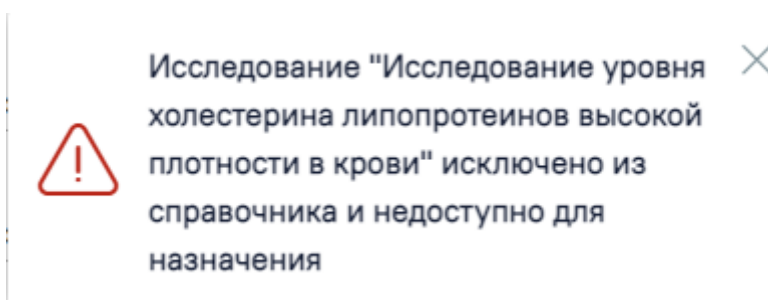 Исследование "Исследование уровня
холестерина липопротеинов высокой
плотности в крови" исключено из
справочника и недоступно для
назначения